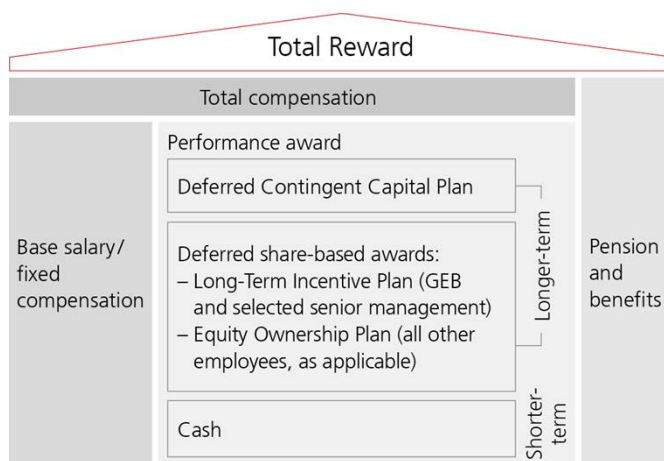 Total Reward
Total compensation
Base salary/
fixed
compensation
Performance award
Deferred Contingent Capital Plan
Deferred share-based awards:
– Long-Term Incentive Plan (GEB
and selected senior management)
– Equity Ownership Plan (all other
employees, as applicable)
Cash
Longer-term
Shorter-
term
Pension
and
benefits